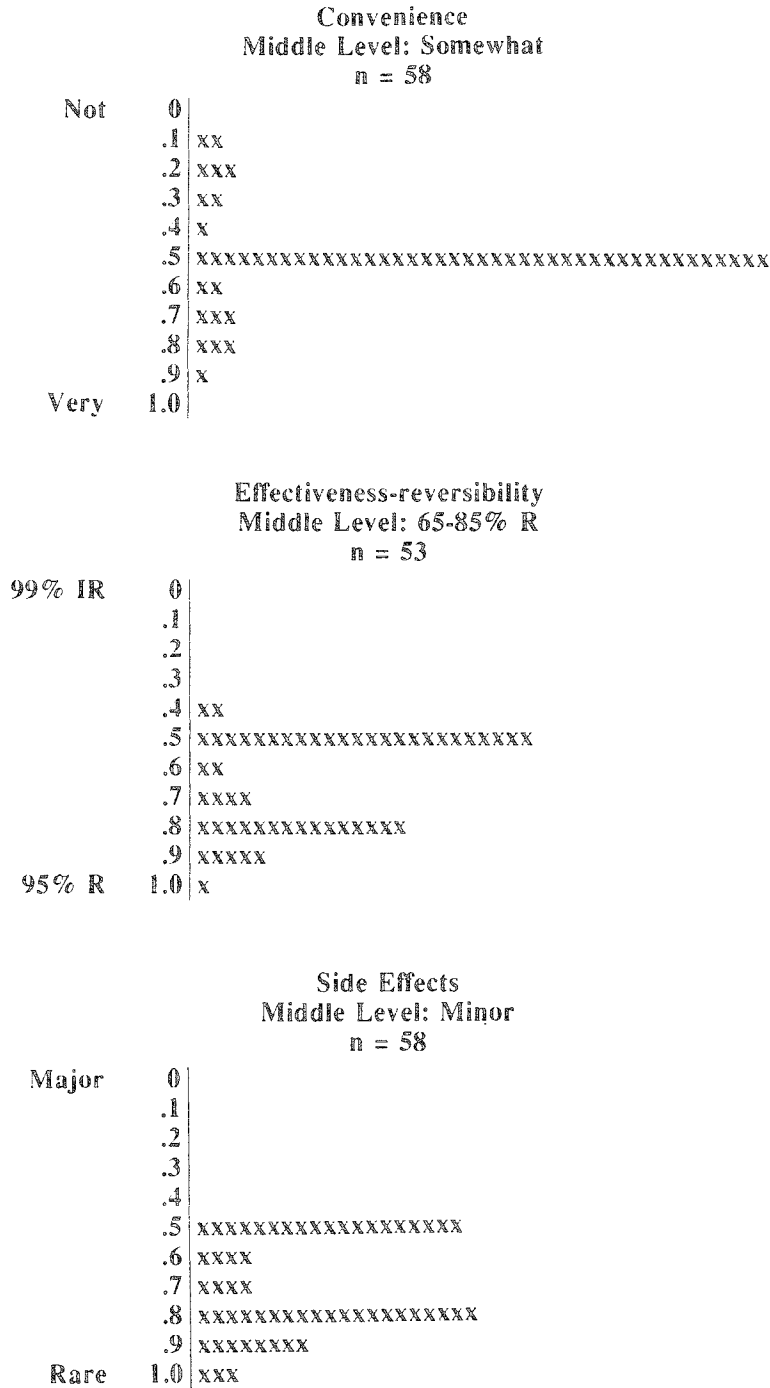 Convenience
Middle Level: Somewhat
n = 58
Not 0
.1 xx
.2 xxx
.3 xx
.4 x
.5 xxxxxxxxxxxxxxxxxxxxxxxxxxxxxxxxxxxxxxxxx
.6 xx
.7 xxx
.8 xxx
.9 x
Very 1.0
Effectiveness-reversibility
Middle Level: 65-85% R
n = 53
99% IR 0
.1
.2
.3
.4 xx
.5 xxxxxxxxxxxxxxxxxxxxxxxx
.6 xx
.7 xxxx
.8 xxxxxxxxxxxxxxx
.9 xxxxx
95% R 1.0 x
Side Effects
Middle Level: Minor
n = 58
Major 0
.1
.2
.3
.4
.5 xxxxxxxxxxxxxxxxxxx
.6 xxxx
.7 xxxx
.8 xxxxxxxxxxxxxxxxxxxx
.9 xxxxxxxx
Rare 1.0 xxx